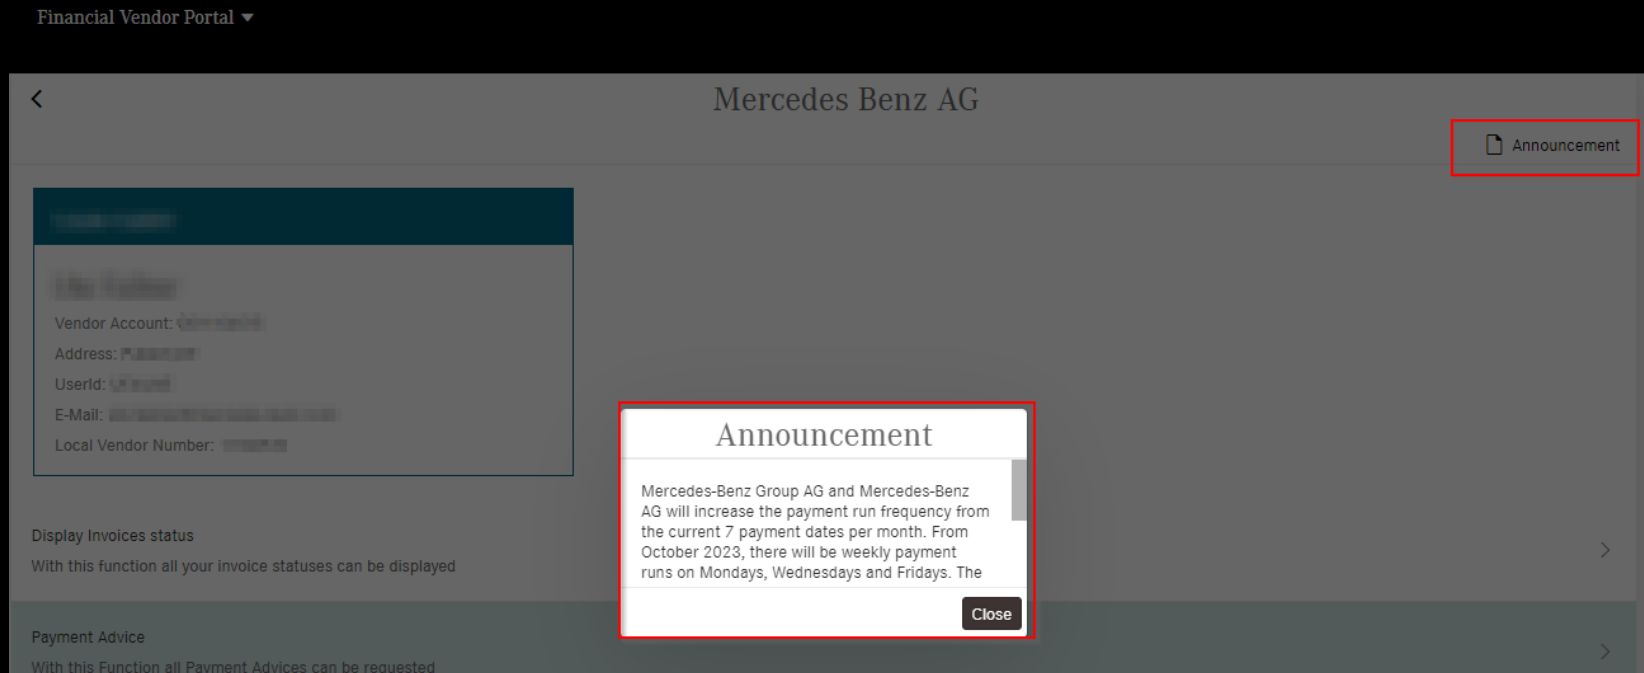 Financial Vendor Portal
Mercedes Benz AG
Announcement
Vendor Account:
Address:
UserId:
E-Mail:
Local Vendor Number:
Announcement
Mercedes-Benz Group AG and Mercedes-Benz
AG will increase the payment run frequency from
the current 7 payment dates per month. From
October 2023, there will be weekly payment
runs on Mondays, Wednesdays and Fridays. The
Close
Display Invoices status
With this function all your invoice statuses can be displayed
Payment Advice
With this Function all Payment Advices can be requested